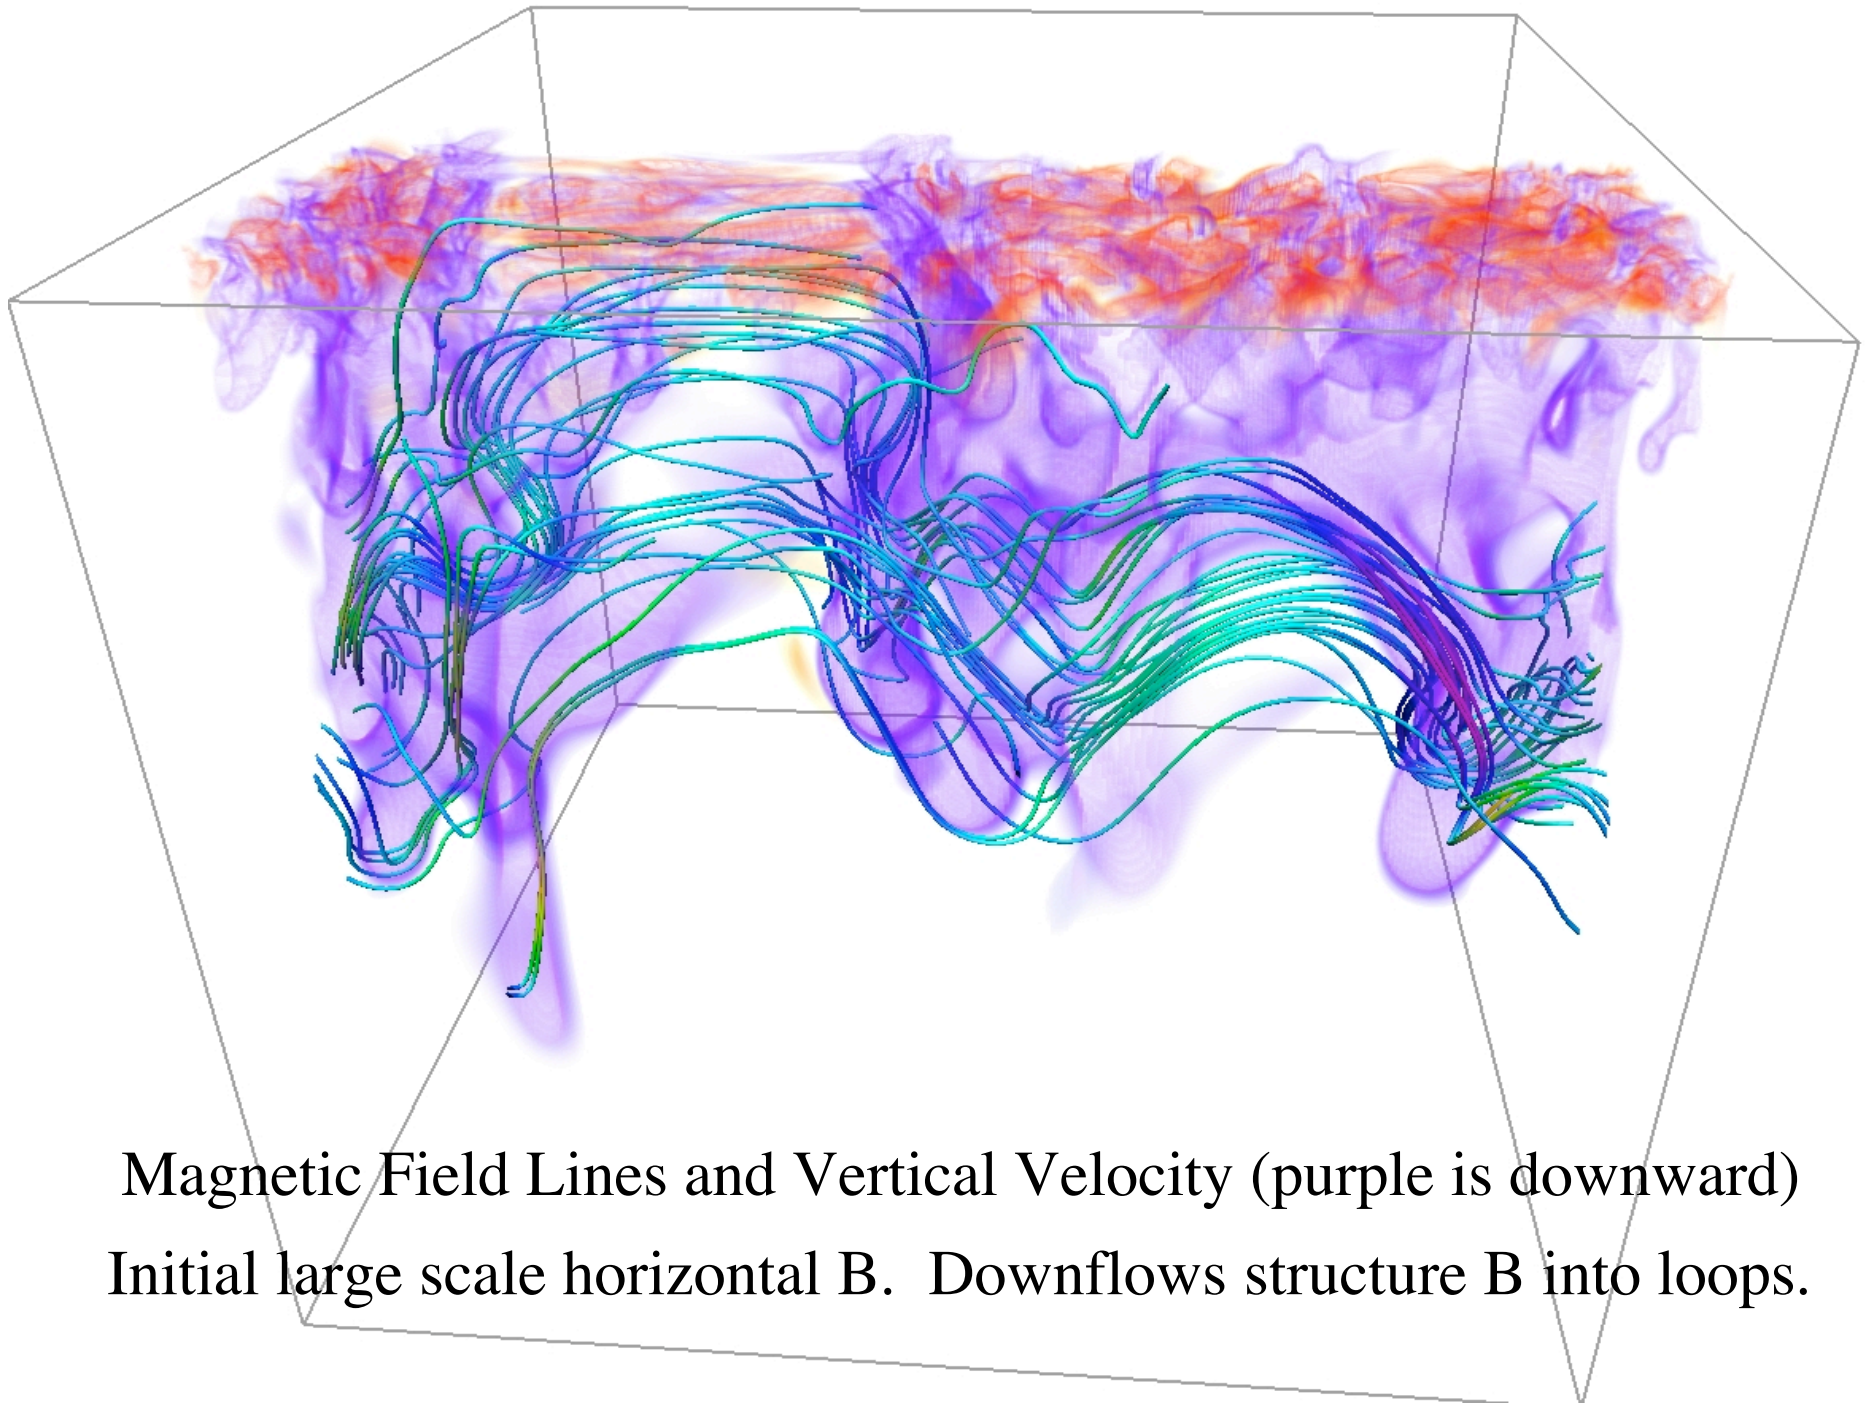 Magnetic Field Lines and Vertical Velocity (purple is downward)
Initial large scale horizontal B.  Downflows structure B into loops.